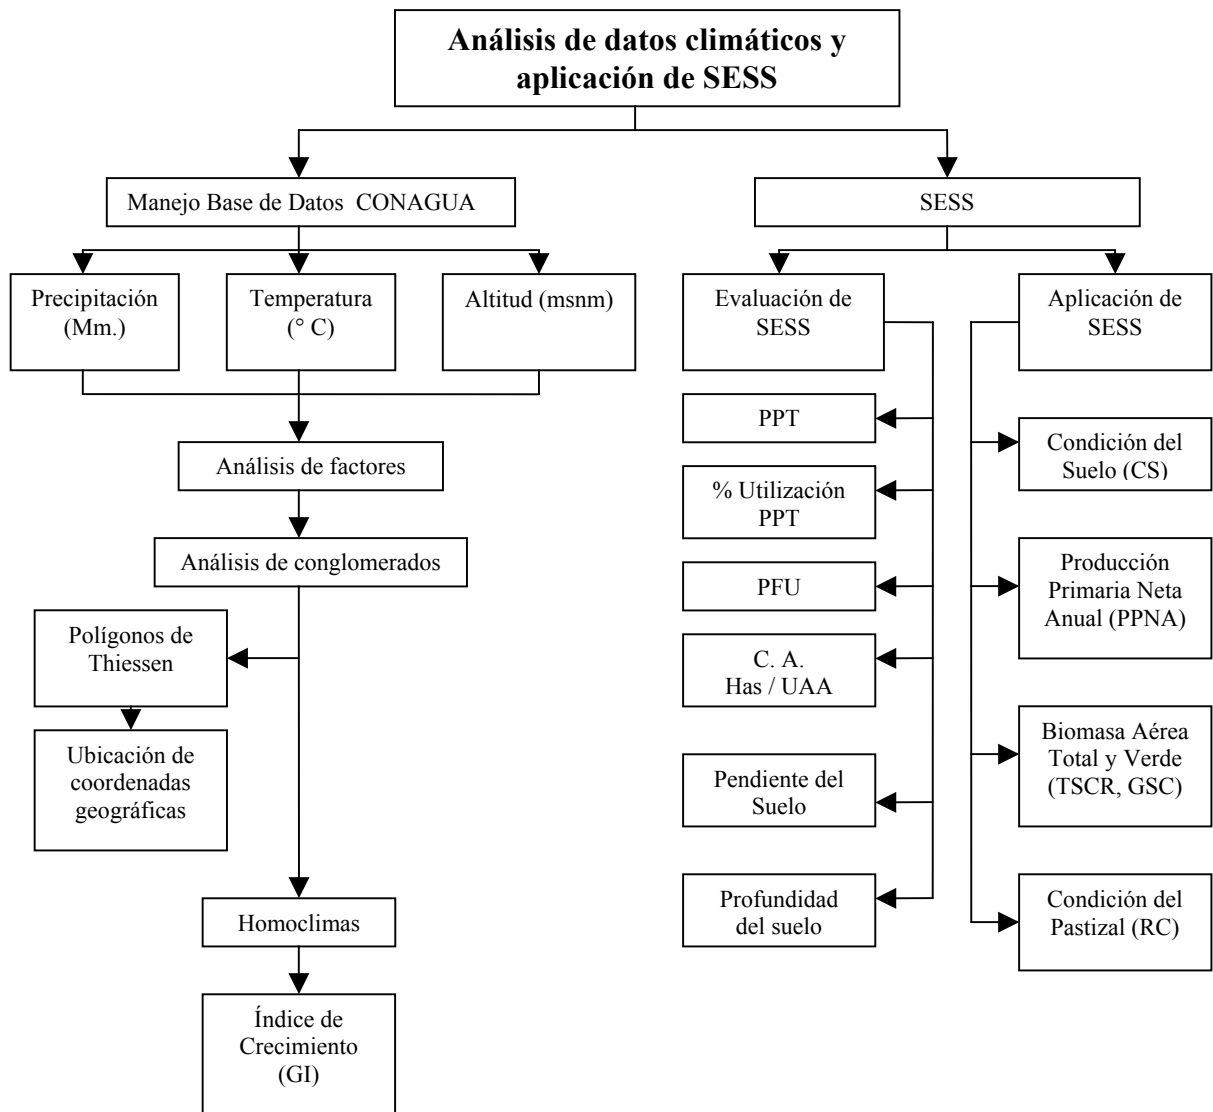 Análisis de datos climáticos y
aplicación de SESS
Manejo Base de Datos CONAGUA
SESS
Precipitación
(Mm.)
Temperatura
(° C)
Altitud (msnm)
Evaluación de
SESS
Aplicación de
SESS
Análisis de factores
Análisis de conglomerados
Polígonos de
Thiessen
Ubicación de
coordenadas
geográficas
Homoclimas
Índice de
Crecimiento
(GI)
PPT
% Utilización
PPT
PFU
C. A.
Has / UAA
Pendiente del
Suelo
Profundidad
del suelo
Condición del
Suelo (CS)
Producción
Primaria Neta
Anual (PPNA)
Biomasa Aérea
Total y Verde
(TSCR, GSC)
Condición del
Pastizal (RC)